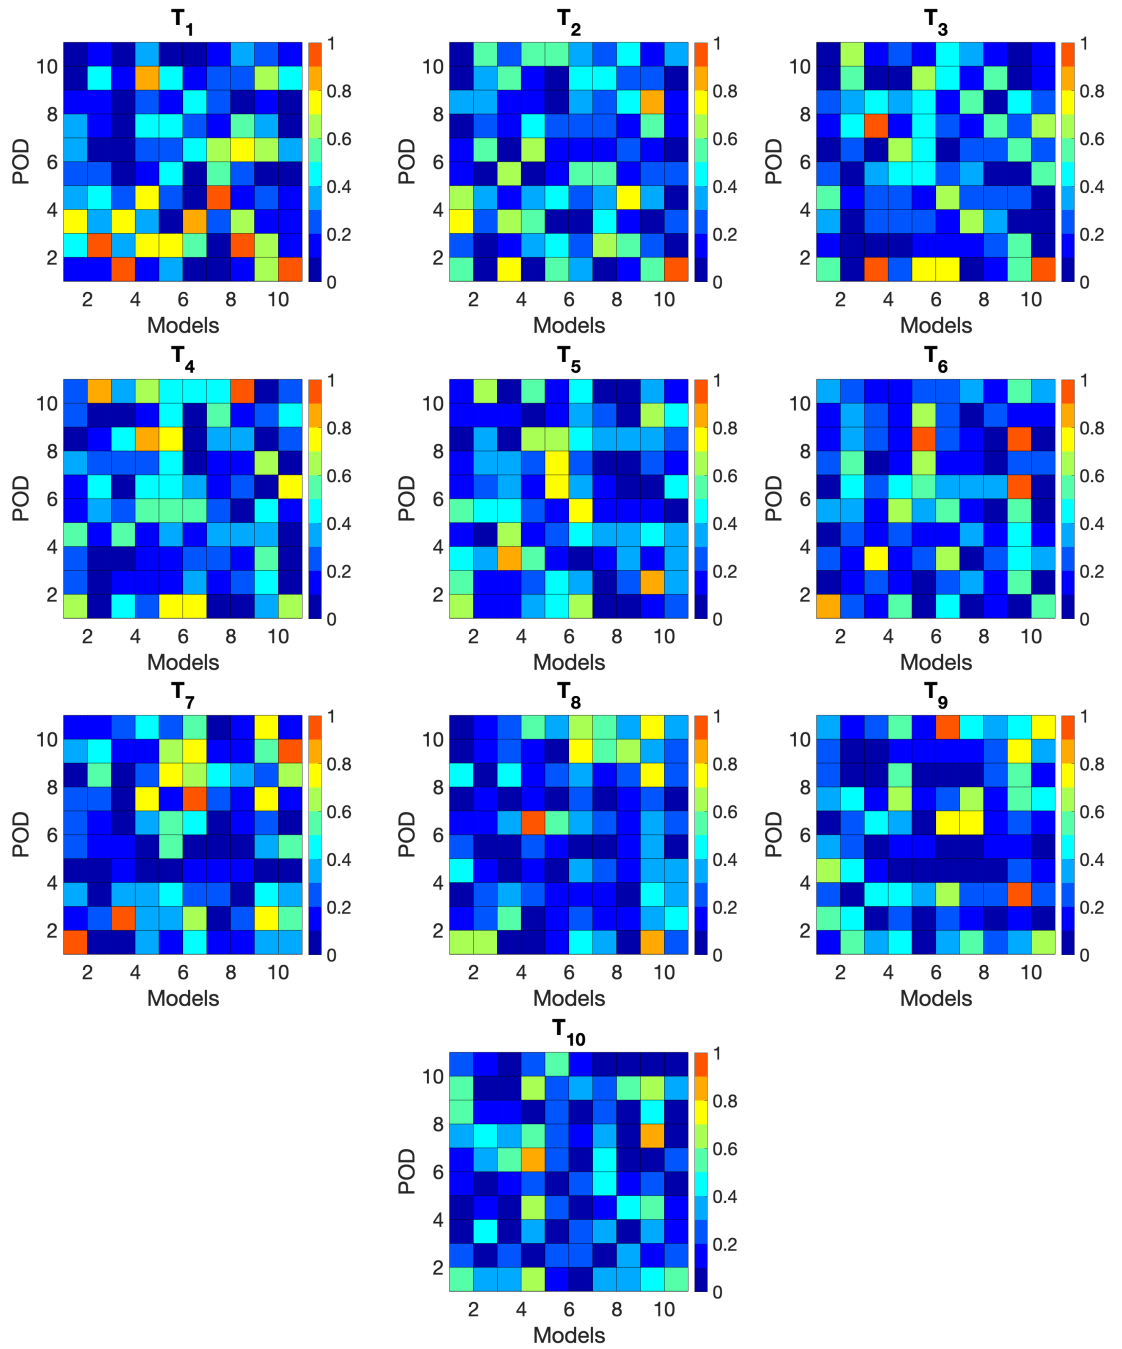 T1 T2 T3
1 1 1
10 10 10
0.8 0.8 0.8
8 8 8
POD 0.6 POD 0.6 POD 0.6
6 6 6
0.4 0.4 0.4
4 4 4
0.2 0.2 0.2
2 2 2
0 0 0
2 4 6 8 10 2 4 6 8 10 2 4 6 8 10
Models Models Models
T4 T5 T6
1 1 1
10 10 10
0.8 0.8 0.8
8 8 8
POD 0.6 POD 0.6 POD 0.6
6 6 6
0.4 0.4 0.4
4 4 4
0.2 0.2 0.2
2 2 2
0 0 0
2 4 6 8 10 2 4 6 8 10 2 4 6 8 10
Models Models Models
T7 T8 T9
1 1 1
10 10 10
0.8 0.8 0.8
8 8 8
POD 0.6 POD 0.6 POD 0.6
6 6 6
0.4 0.4 0.4
4 4 4
0.2 0.2 0.2
2 2 2
0 0 0
2 4 6 8 10 2 4 6 8 10 2 4 6 8 10
Models Models Models
T10
1
10
0.8
8
POD 0.6
6
0.4
4
0.2
2
0
2 4 6 8 10
Models